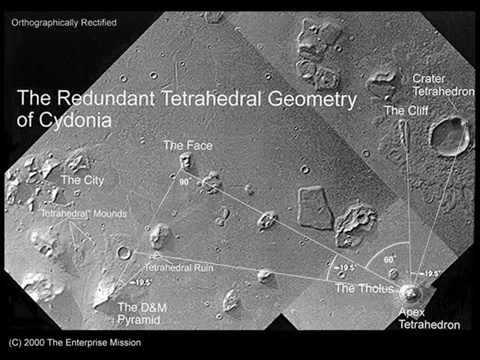 Orthographically Rectified
The Redundant Tetrahedral Geometry
of Cydonia
Crater
Tetrahedron
The Cliff
The Face
90°
The City
"Tetrahedral" Mounds
Tetrahedral Ruin
19.5°
The D&M
Pyramid
19.5°
60°
19.5°
The Tholus
Apex
Tetrahedron
(C) 2000 The Enterprise Mission